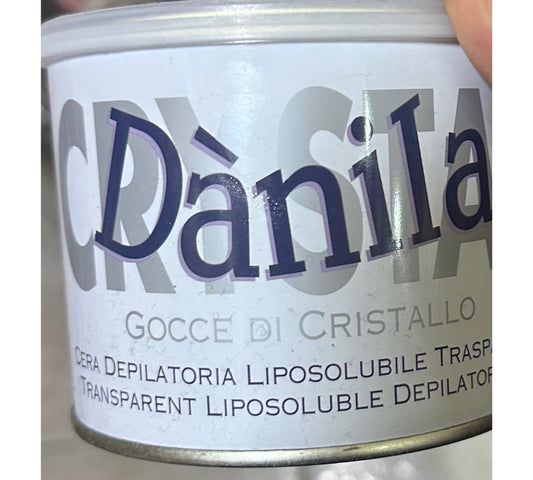 CRYSTA
Dànila
GOCCE DI CRISTALLO
CERA DEPILATORIA LIPOSOLUBILE TRASPA
TRANSPARENT LIPOSOLUBLE DEPILATOR